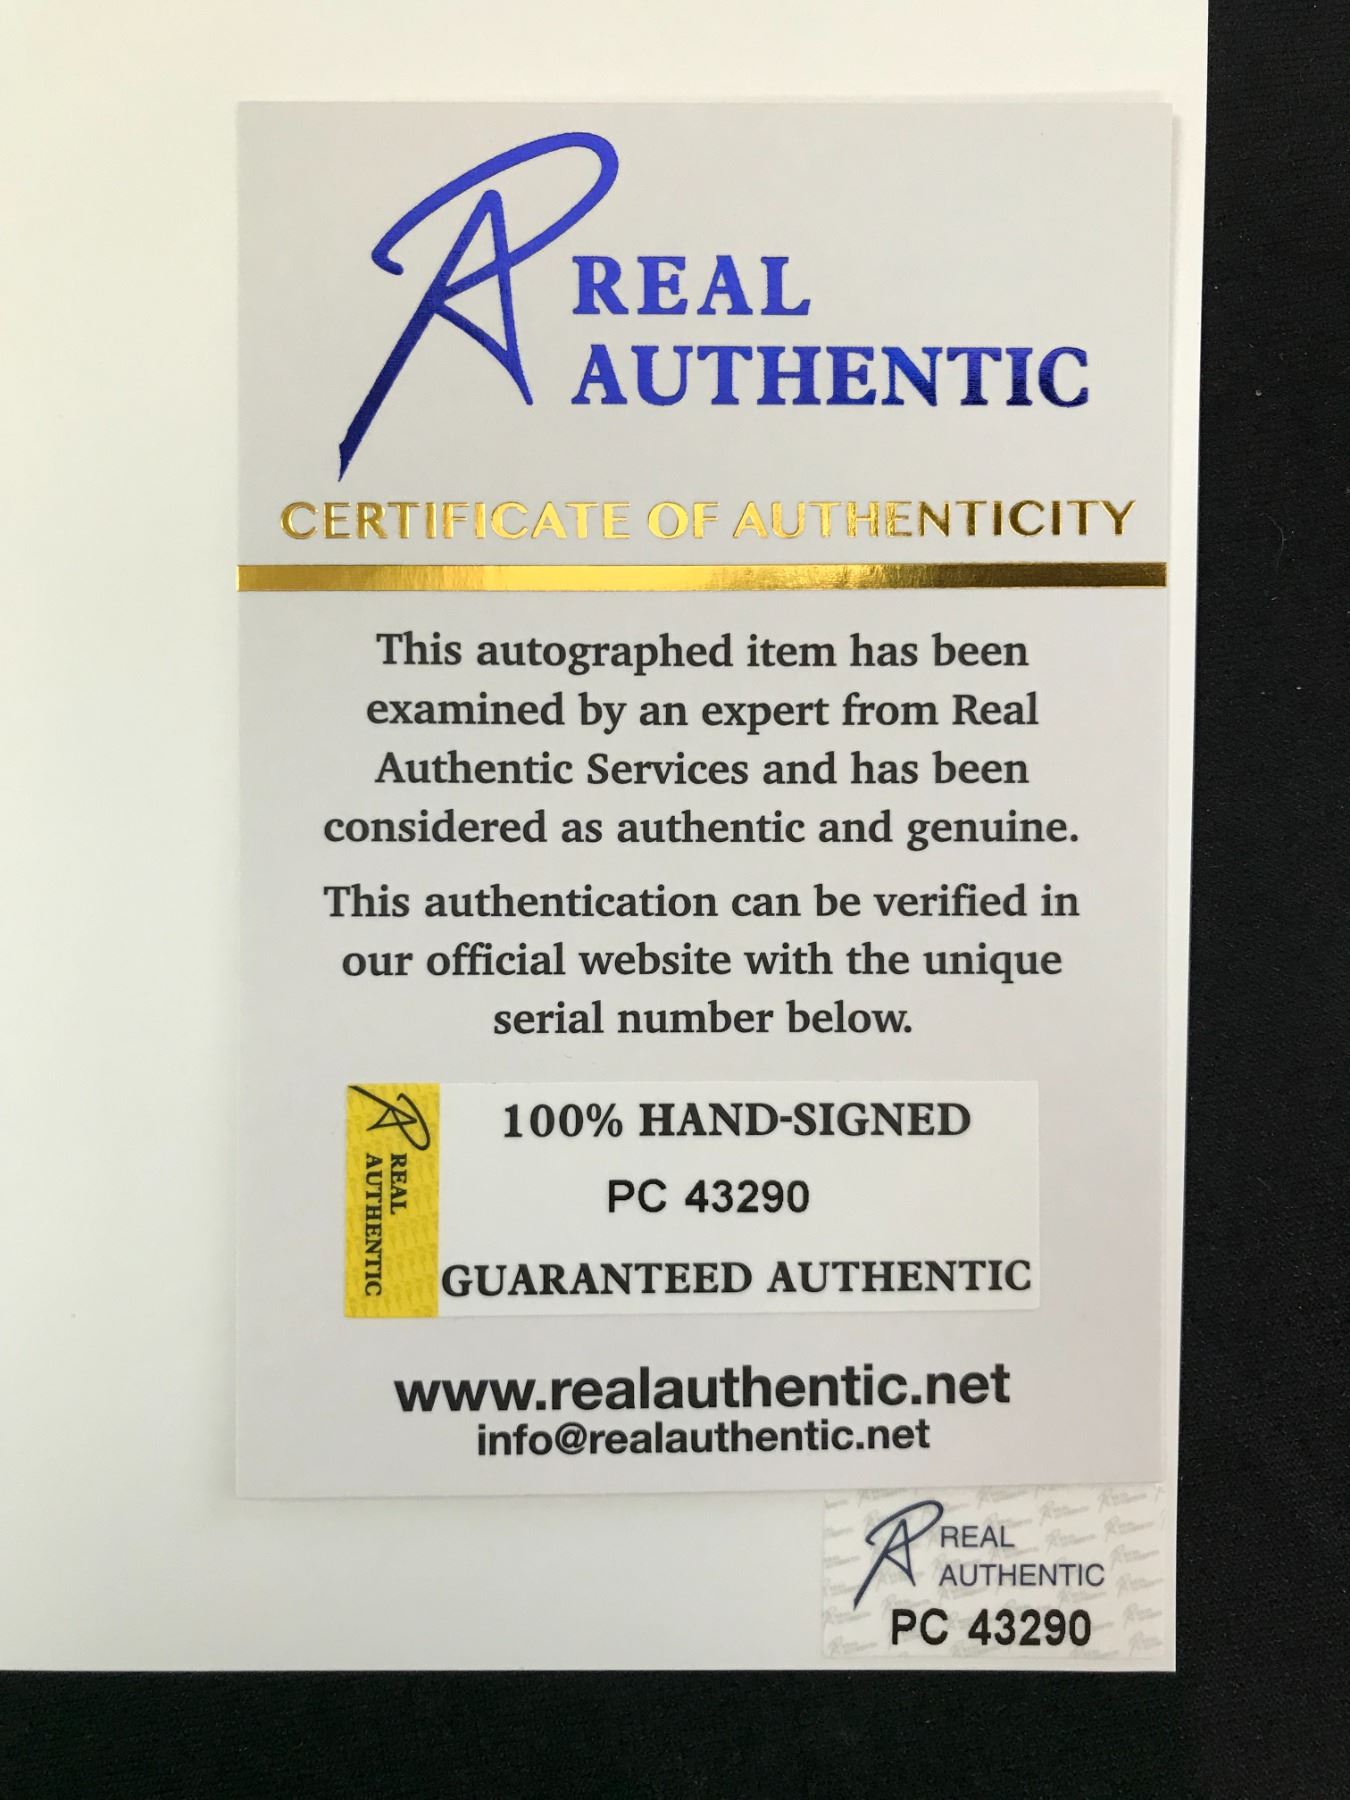 REAL
AUTHENTIC
CERTIFICATE OF AUTHENTICITY
This autographed item has been
examined by an expert from Real
Authentic Services and has been
considered as authentic and genuine.
This authentication can be verified in
our official website with the unique
serial number below.
REAL
AUTHENTIC
100% HAND-SIGNED
PC 43290
GUARANTEED AUTHENTIC
www.realauthentic.net
info@realauthentic.net
REAL
AUTHENTIC
PC 43290